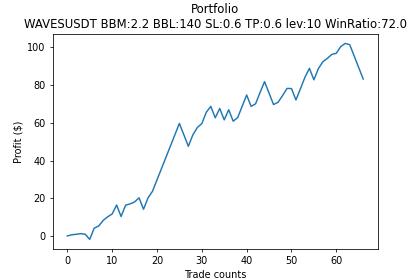 Portfolio
WAVESUSDT BBM:2.2 BBL:140 SL:0.6 TP:0.6 lev:10 WinRatio:72.0
100
80
60
40
20
0
Profit ($)
0 10 20 30 40 50 60
Trade counts